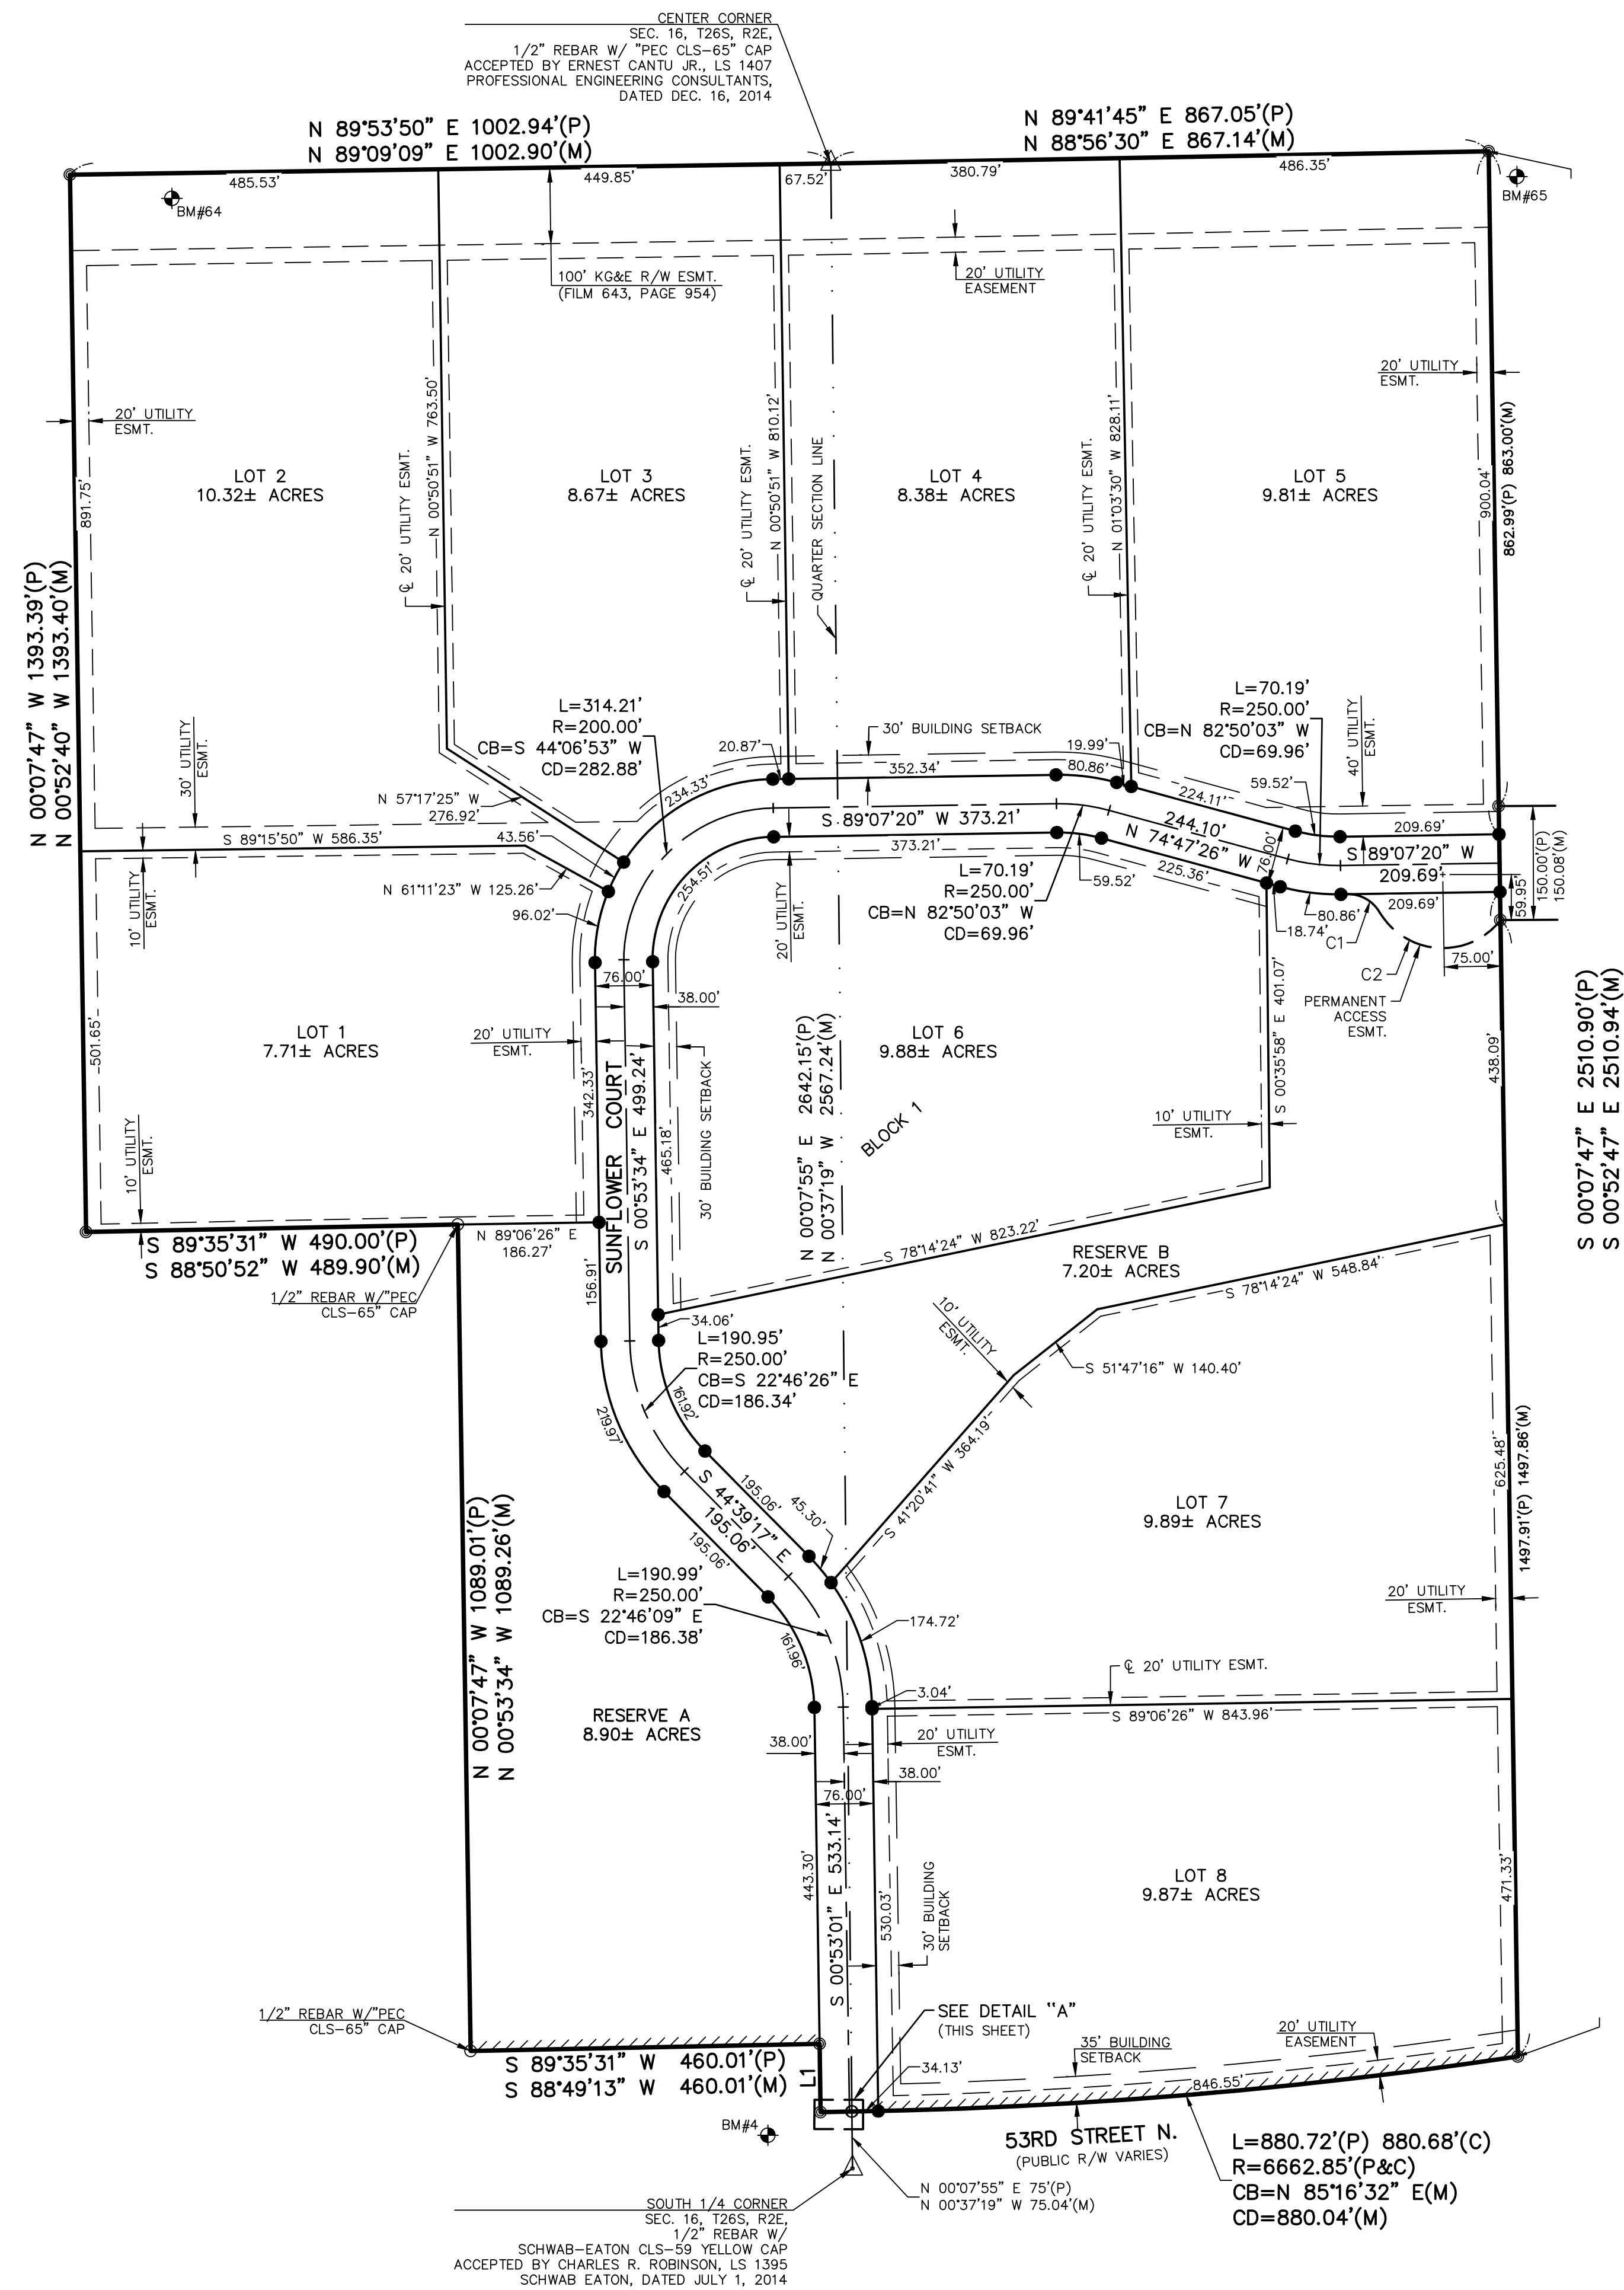 CENTER CORNER
SEC. 16, T26S, R2E,
1/2" REBAR W/ "PEC CLS-65" CAP
ACCEPTED BY ERNEST CANTU JR., LS 1407
PROFESSIONAL ENGINEERING CONSULTANTS,
DATED DEC. 16, 2014
N 89°53'50" E 1002.94'(P)
N 89°09'09" E 1002.90'(M)
N 89°41'45" E 867.05'(P)
N 88°56'30" E 867.14'(M)
485.53'
449.85'
67.52'
380.79'
486.35'
BM#64
BM#65
100' KG&E R/W ESMT.
(FILM 643, PAGE 954)
20' UTILITY
EASEMENT
20' UTILITY
ESMT.
20' UTILITY
ESMT.
891.75'
℄ 20' UTILITY ESMT.
N 00°50'51" W 763.50'
℄ 20' UTILITY ESMT.
N 00°50'51" W 810.12'
QUARTER SECTION LINE
℄ 20' UTILITY ESMT.
N 01°03'30" W 828.11'
900.04'
862.99'(P) 863.00'(M)
LOT 2
10.32± ACRES
LOT 3
8.67± ACRES
LOT 4
8.38± ACRES
LOT 5
9.81± ACRES
N 00°07'47" W 1393.39'(P)
N 00°52'40" W 1393.40'(M)
L=314.21'
R=200.00'
CB=S 44°06'53" W
CD=282.88'
20.87'
30' BUILDING SETBACK
19.99'
L=70.19'
R=250.00'
CB=N 82°50'03" W
CD=69.96'
40' UTILITY
ESMT.
30' UTILITY
ESMT.
234.33'
352.34'
80.86'
224.11'
59.52'
N 57°17'25" W
276.92'
S 89°07'20" W 373.21'
244.10'
N 74°47'26" W
76.00'
209.69'
S 89°07'20" W
209.69'
209.69'
59.95'
150.00'(P)
150.08'(M)
S 89°15'50" W 586.35'
43.56'
N 61°11'23" W 125.26'
96.02'
254.51'
373.21'
L=70.19'
R=250.00'
CB=N 82°50'03" W
CD=69.96'
59.52'
225.36'
18.74'
80.86'
C1
C2
75.00'
PERMANENT
ACCESS
ESMT.
10' UTILITY
ESMT.
20' UTILITY
ESMT.
76.00'
38.00'
501.65'
LOT 1
7.71± ACRES
20' UTILITY
ESMT.
LOT 6
9.88± ACRES
342.33'
SUNFLOWER COURT
S 00°53'34" E 499.24'
465.18'
30' BUILDING SETBACK
N 00°07'55" E 2642.15'(P)
N 00°37'19" W 2567.24'(M)
BLOCK 1
10' UTILITY
ESMT.
S 00°35'58" E 401.07'
438.09'
S 00°07'47" E 2510.90'(P)
S 00°52'47" E 2510.94'(M)
10' UTILITY
ESMT.
S 89°35'31" W 490.00'(P)
S 88°50'52" W 489.90'(M)
N 89°06'26" E
186.27'
1/2" REBAR W/"PEC
CLS-65" CAP
156.91'
S 78°14'24" W 823.22'
RESERVE B
7.20± ACRES
S 78°14'24" W 548.84'
34.06'
L=190.95'
R=250.00'
CB=S 22°46'26" E
CD=186.34'
10' UTILITY
ESMT.
S 51°47'16" W 140.40'
219.97'
161.92'
S 41°20'41" W 364.19'
195.06'
45.30'
S 44°39'17" E
195.06'
195.06'
LOT 7
9.89± ACRES
625.48'
1497.91'(P) 1497.86'(M)
N 00°07'47" W 1089.01'(P)
N 00°53'34" W 1089.26'(M)
L=190.99'
R=250.00'
CB=S 22°46'09" E
CD=186.38'
161.96'
174.72'
20' UTILITY
ESMT.
℄ 20' UTILITY ESMT.
3.04'
S 89°06'26" W 843.96'
RESERVE A
8.90± ACRES
38.00'
20' UTILITY
ESMT.
38.00'
76.00'
443.30'
S 00°53'01" E 533.14'
530.03'
30' BUILDING
SETBACK
LOT 8
9.87± ACRES
471.33'
1/2" REBAR W/"PEC
CLS-65" CAP
S 89°35'31" W 460.01'(P)
S 88°49'13" W 460.01'(M)
L1
SEE DETAIL "A"
(THIS SHEET)
35' BUILDING
SETBACK
20' UTILITY
EASEMENT
34.13'
846.55'
BM#4
53RD STREET N.
(PUBLIC R/W VARIES)
L=880.72'(P) 880.68'(C)
R=6662.85'(P&C)
CB=N 85°16'32" E(M)
CD=880.04'(M)
N 00°07'55" E 75'(P)
N 00°37'19" W 75.04'(M)
SOUTH 1/4 CORNER
SEC. 16, T26S, R2E,
1/2" REBAR W/
SCHWAB-EATON CLS-59 YELLOW CAP
ACCEPTED BY CHARLES R. ROBINSON, LS 1395
SCHWAB EATON, DATED JULY 1, 2014